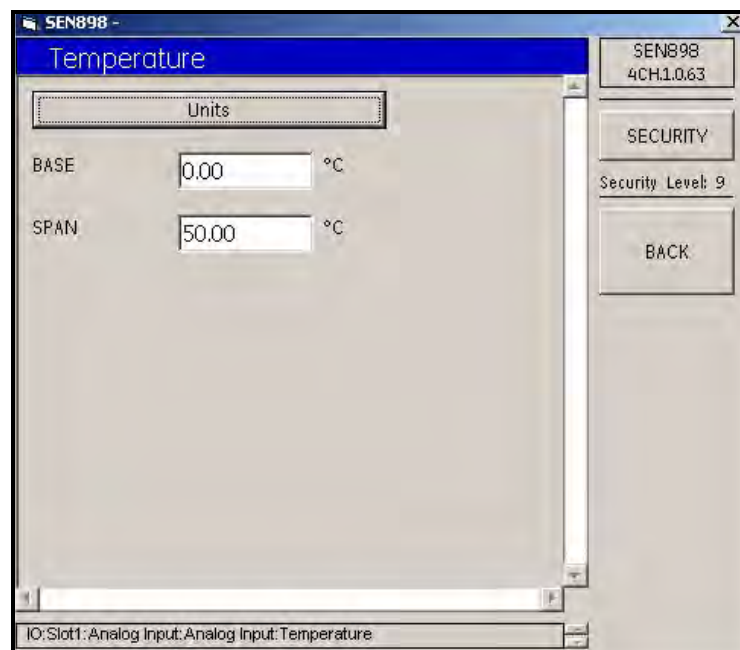 SEN898 -
Temperature
Units
BASE 0.00 °C
SPAN 50.00 °C
SEN898
4CH.1.0.63
SECURITY
Security Level: 9
BACK
IO:Slot1:Analog Input:Analog Input:Temperature